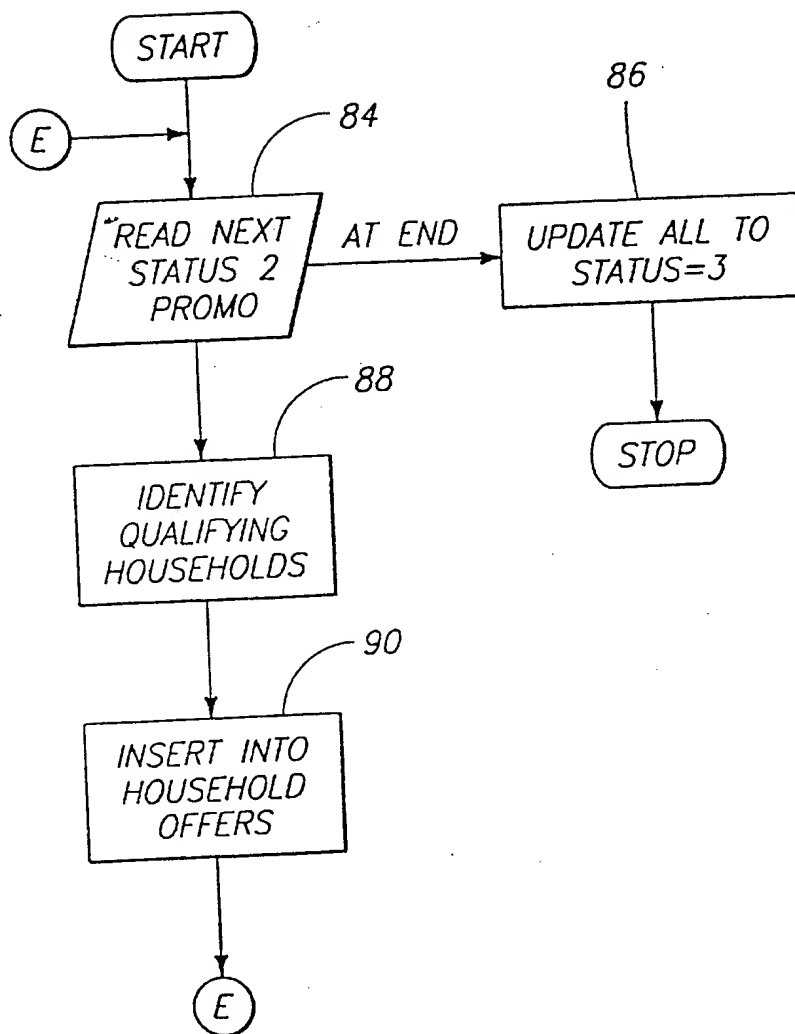 START
86
84
E
READ NEXT
STATUS 2
PROMO
AT END
UPDATE ALL TO
STATUS=3
88
STOP
IDENTIFY
QUALIFYING
HOUSEHOLDS
90
INSERT INTO
HOUSEHOLD
OFFERS
E